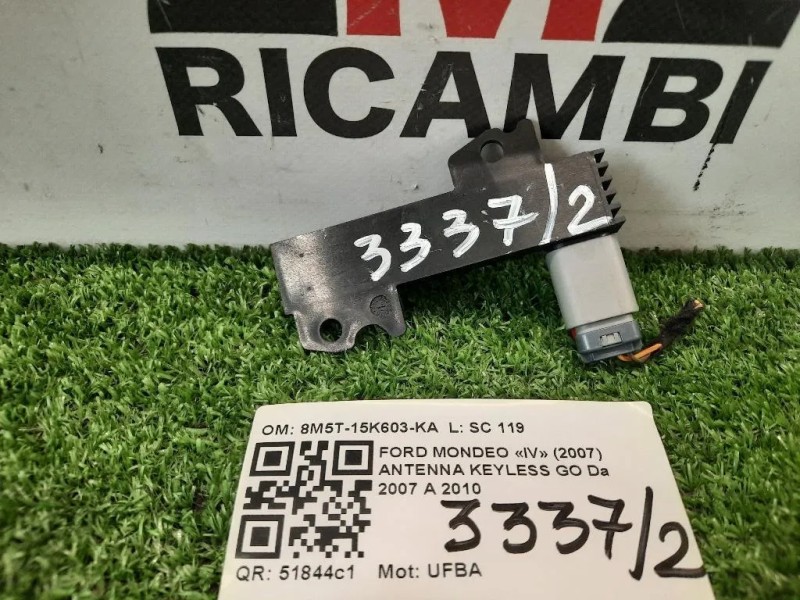 RICAMBI
3337/2
OM: 8M5T-15K603-KA L: SC 119
FORD MONDEO «IV» (2007)
ANTENNA KEYLESS GO Da
2007 A 2010
3337/2
QR: 51844c1 Mot: UFBA